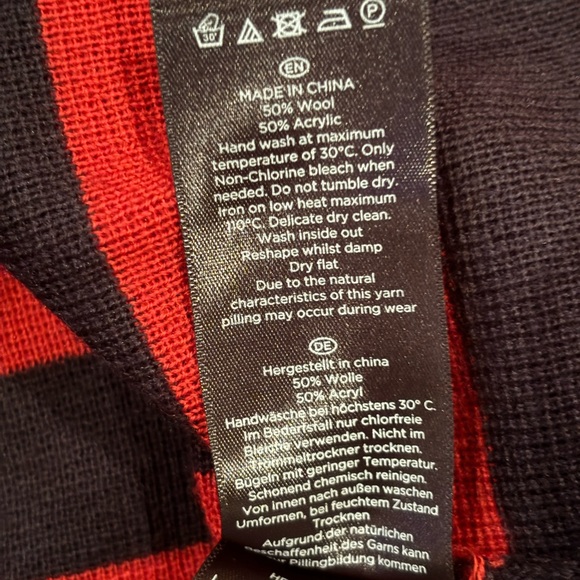 30°
P
EN
MADE IN CHINA
50% Wool
50% Acrylic
Hand wash at maximum
temperature of 30°C. Only
Non-Chlorine bleach when
needed. Do not tumble dry.
Iron on low heat maximum
110°C. Delicate dry clean.
Wash inside out
Reshape whilst damp
Dry flat
Due to the natural
characteristics of this yarn
pilling may occur during wear
DE
Hergestellt in china
50% Wolle
50% Acryl
Handwäsche bei höchstens 30° C.
Im Bedarfsfall nur chlorfreie
Bleiche verwenden. Nicht im
Trommeltrockner trocknen.
Bügeln mit geringer Temperatur.
Schonend chemisch reinigen.
Von innen nach außen waschen
Umformen, bei feuchtem Zustand
Trocknen
Aufgrund der natürlichen
Beschaffenheit des Garns kann
Pillingbildung kommen